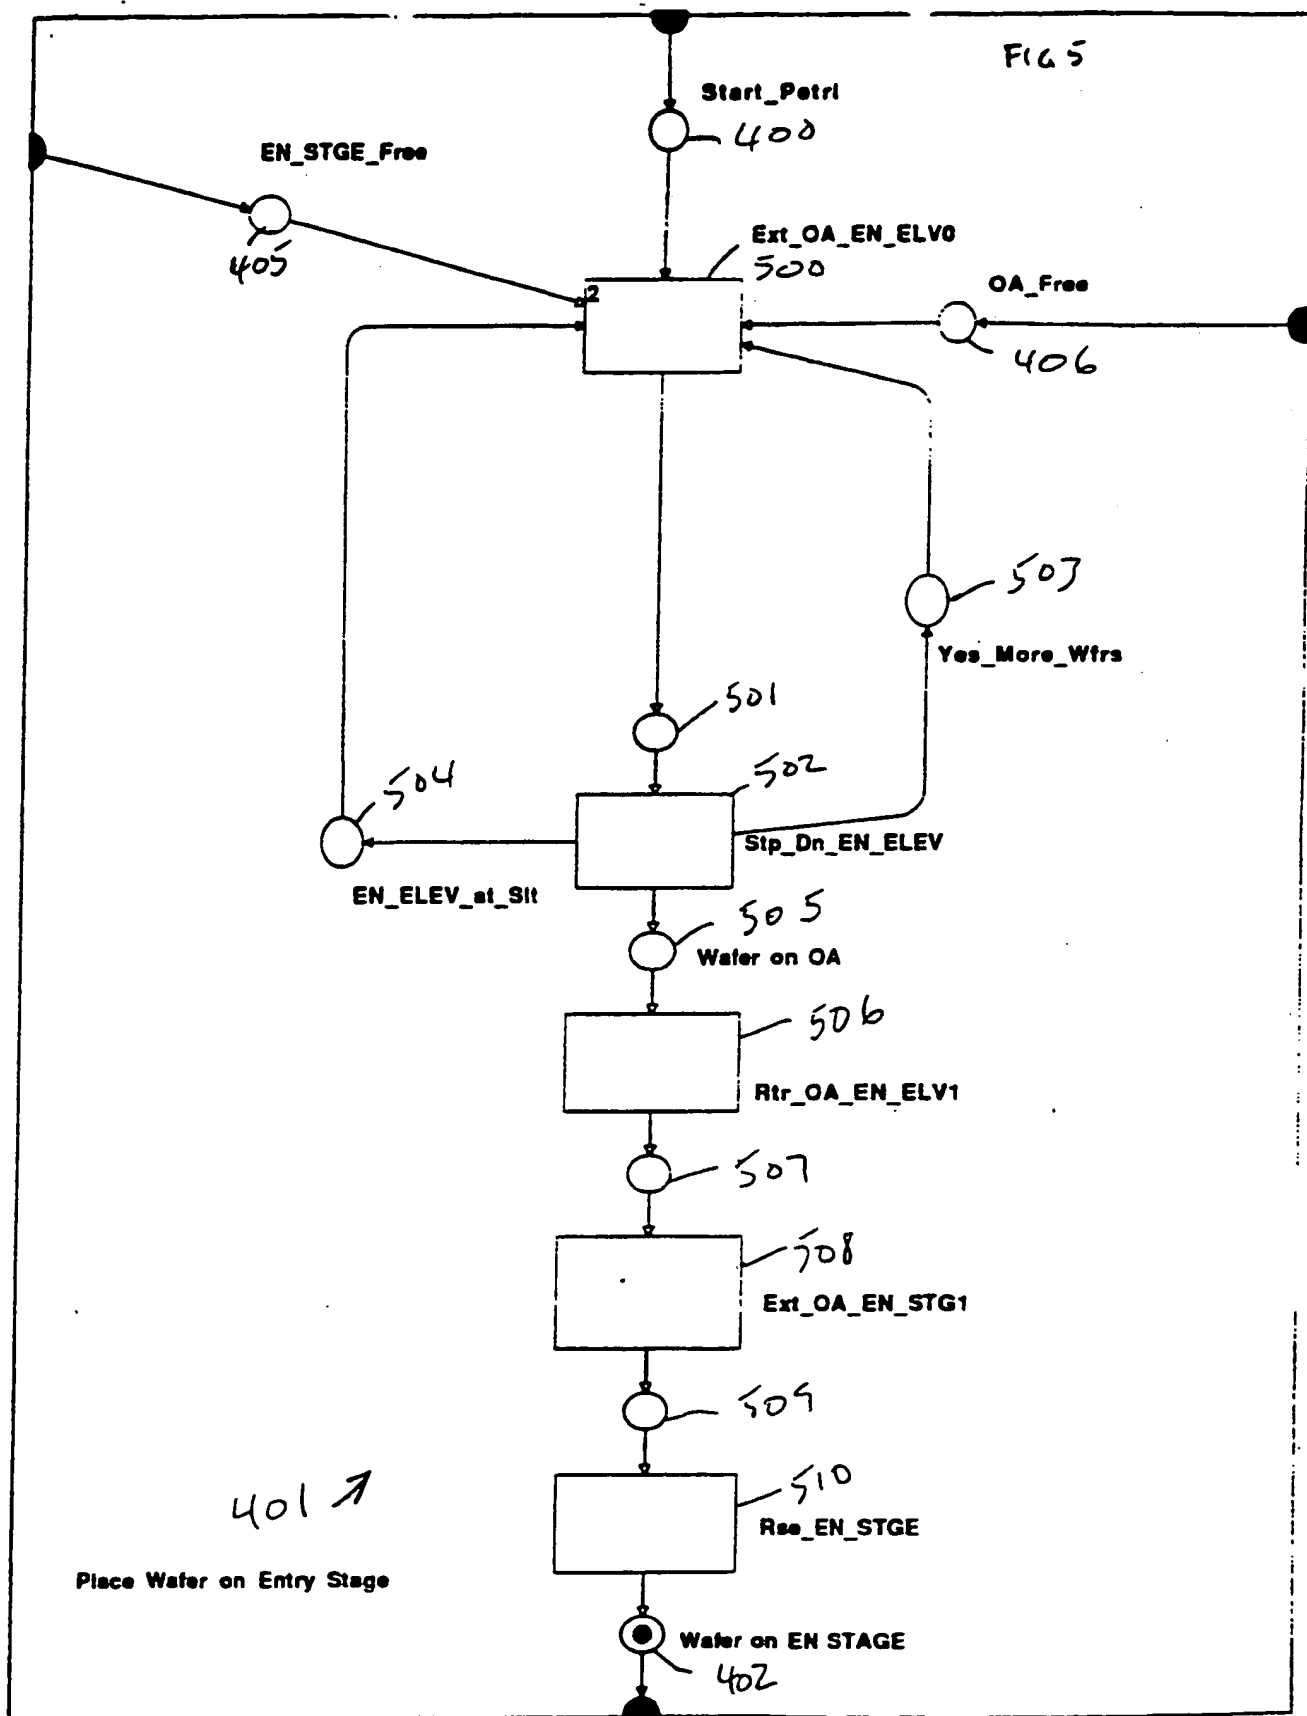 FIG 5
Start_Petri
400
EN_STGE_Free
405
Ext_OA_EN_ELV0
500
2
OA_Free
406
503
Yes_More_Wfrs
501
502
504
Stp_Dn_EN_ELEV
EN_ELEV_at_Slt
505
Wafer on OA
506
Rtr_OA_EN_ELV1
507
508
Ext_OA_EN_STG1
509
401
510
Rse_EN_STGE
Place Wafer on Entry Stage
Wafer on EN STAGE
402